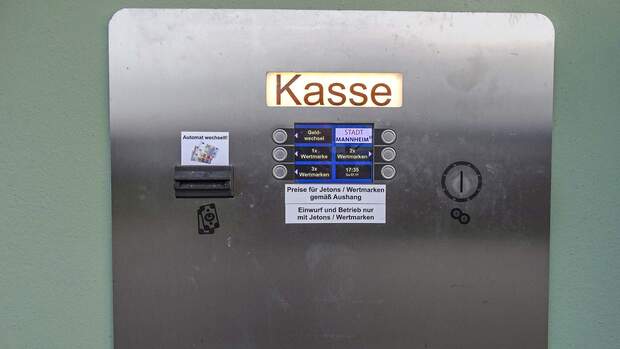 Kasse
Automat wechselt!
Geld-
wechsel
STADT
MANNHEIM²
1x
Wertmarke
2x
Wertmarken
3x
Wertmarken
17:35
Preise für Jetons / Wertmarken
gemäß Aushang
Einwurf und Betrieb nur
mit Jetons / Wertmarken